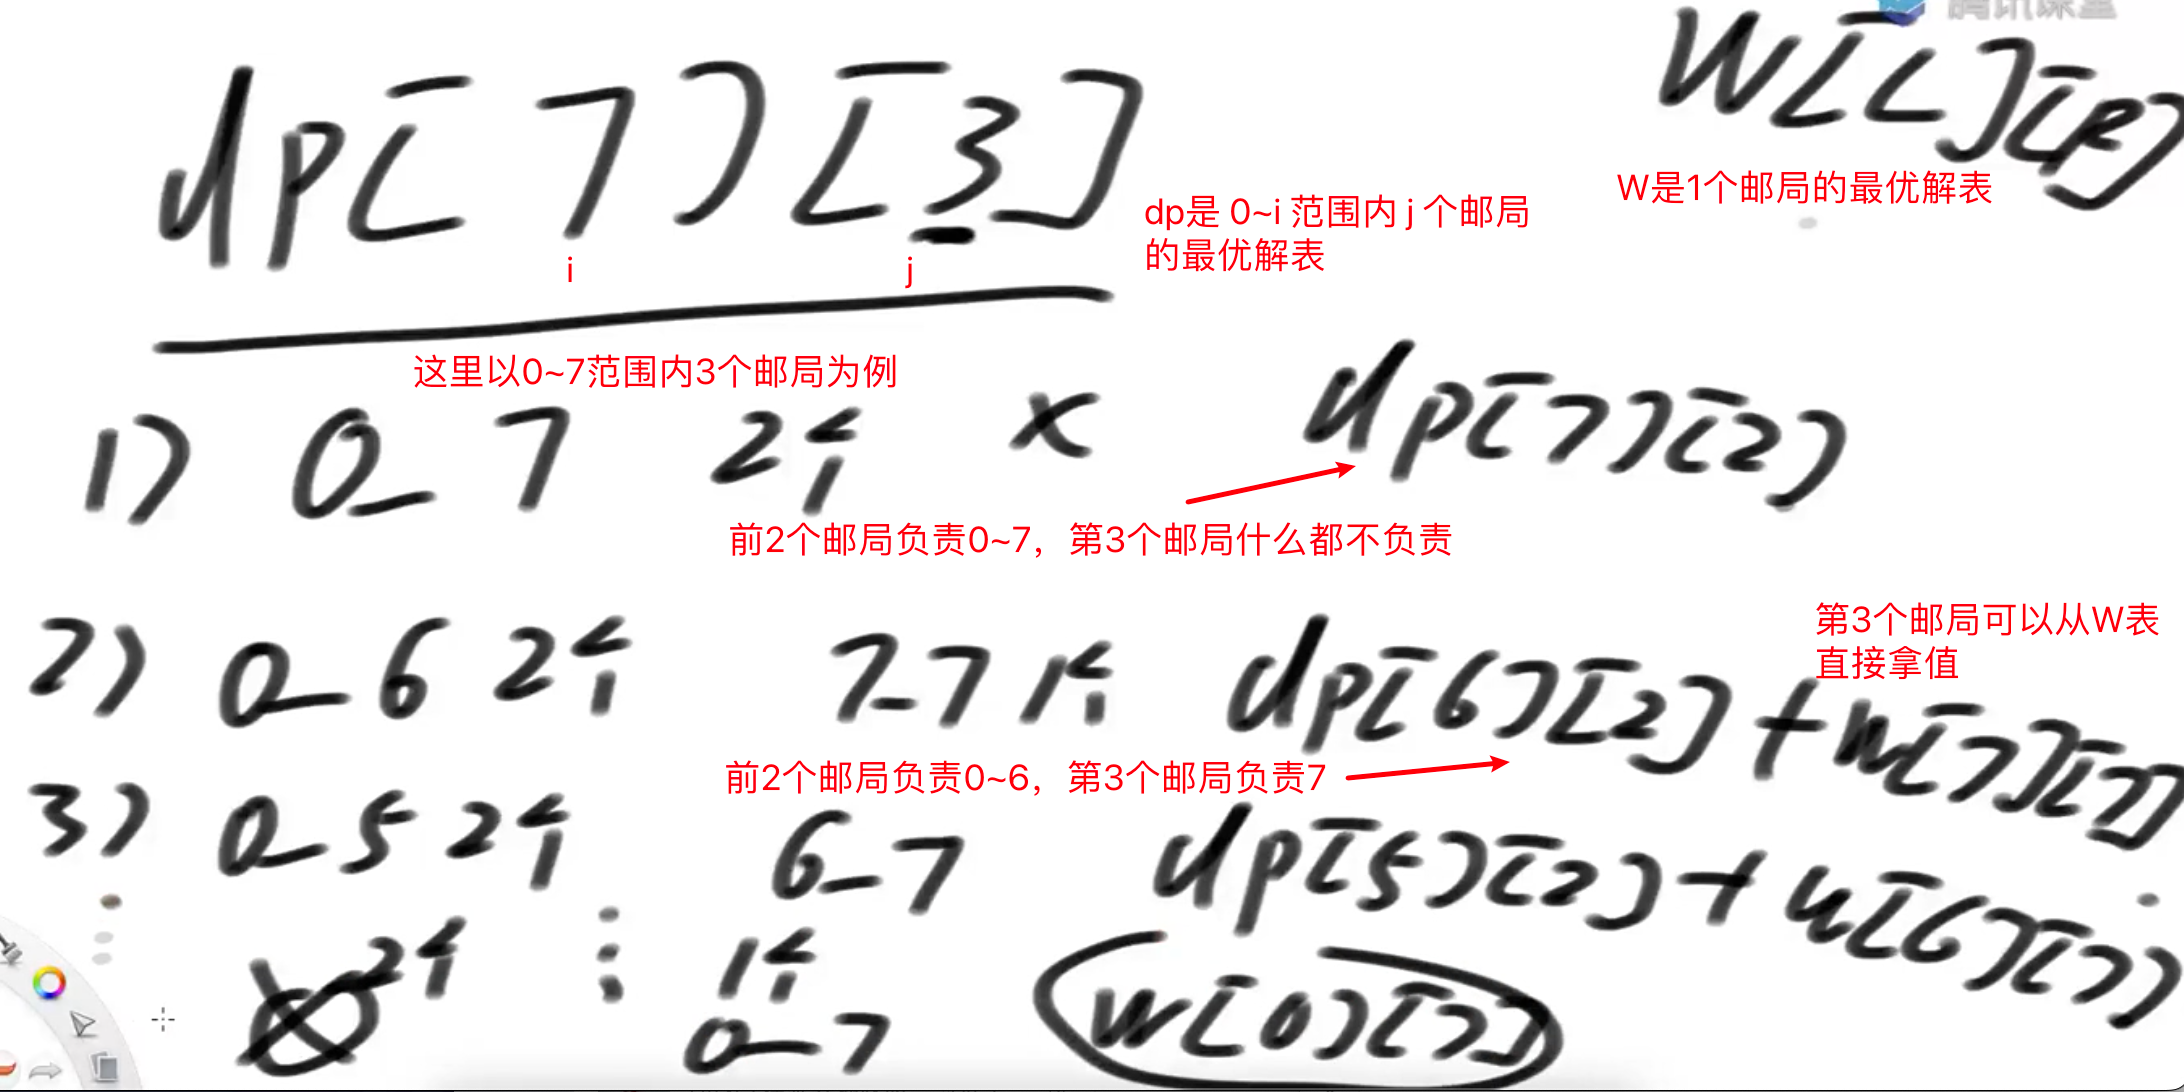 腾讯课堂
dp[7][3]
W[L][R]
W是1个邮局的最优解表
dp是 0~i 范围内 j 个邮局
的最优解表
i
j
这里以0~7范围内3个邮局为例
1) 0-7 2个 × dp[7][2]
前2个邮局负责0~7，第3个邮局什么都不负责
第3个邮局可以从W表
直接拿值
2) 0-6 2个 7-7 1个 dp[6][2] + w[7][7]
前2个邮局负责0~6，第3个邮局负责7
3) 0-5 2个 6-7 dp[5][2] + w[6][7]
2个 1个
0-7 w[0][7]